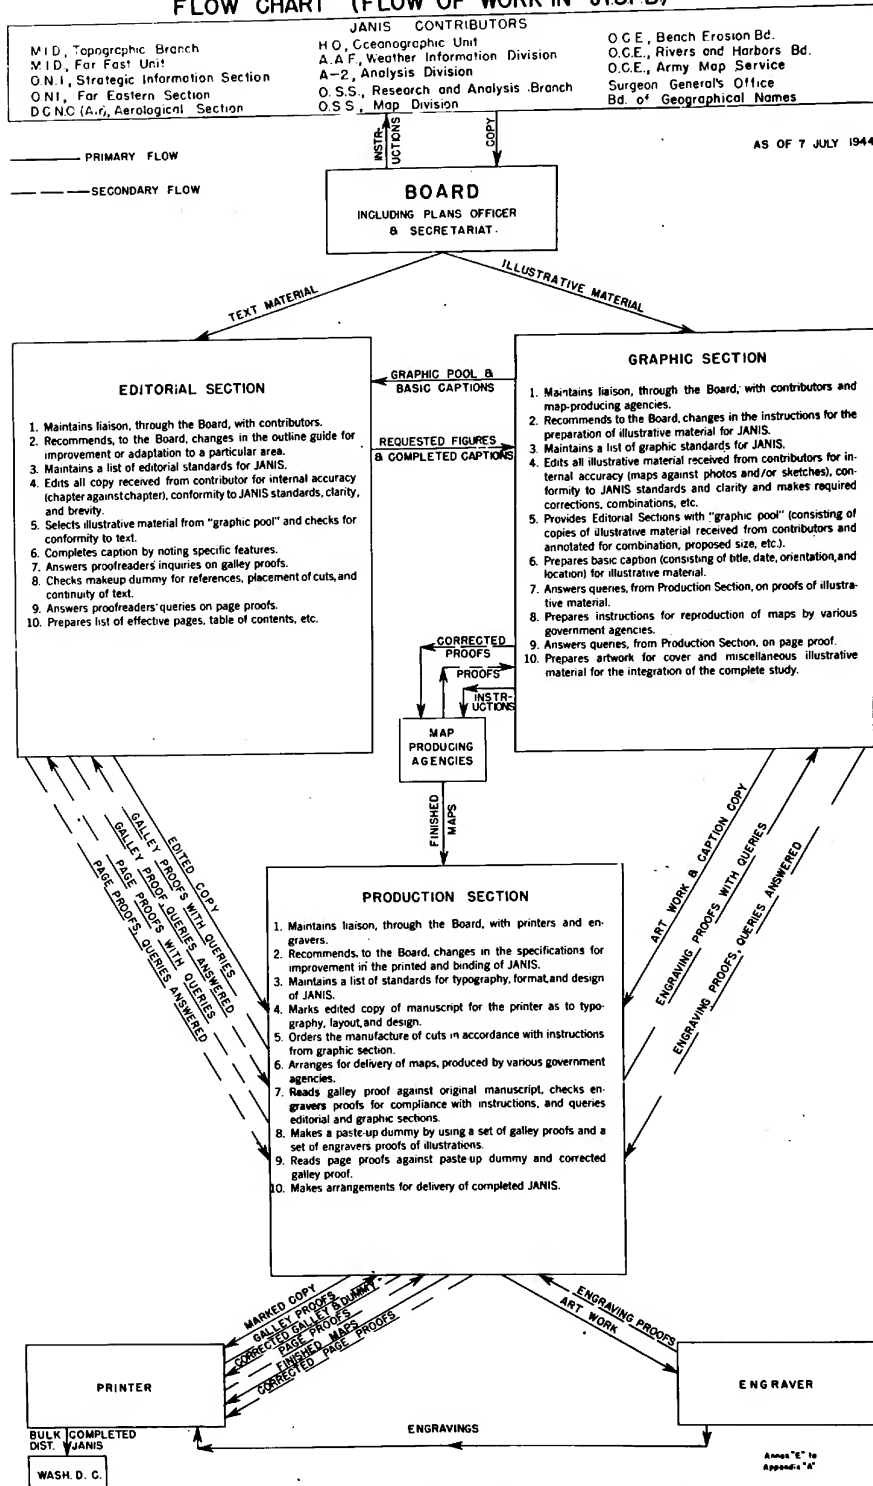 FLOW CHART (FLOW OF WORK IN J.I.S.P.B)
JANIS CONTRIBUTORS
M I D, Topographic Branch
M I D, Far East Unit
O.N.I, Strategic Information Section
O N I, Far Eastern Section
D C N.O (Air), Aerological Section
H O, Oceanographic Unit
A.A F, Weather Information Division
A-2, Analysis Division
O. S.S., Research and Analysis Branch
O.S S, Map Division
O C E, Beach Erosion Bd.
O.C.E., Rivers and Harbors Bd.
O.C.E., Army Map Service
Surgeon General's Office
Bd. of Geographical Names
INSTR-
UCTIONS
COPY
AS OF 7 JULY 1944
PRIMARY FLOW
SECONDARY FLOW
BOARD
INCLUDING PLANS OFFICER
& SECRETARIAT.
TEXT MATERIAL
ILLUSTRATIVE MATERIAL
EDITORIAL SECTION
1. Maintains liaison, through the Board, with contributors.
2. Recommends, to the Board, changes in the outline guide for
improvement or adaptation to a particular area.
3. Maintains a list of editorial standards for JANIS.
4. Edits all copy received from contributor for internal accuracy
(chapter against chapter), conformity to JANIS standards, clarity,
and brevity.
5. Selects illustrative material from "graphic pool" and checks for
conformity to text.
6. Completes caption by noting specific features.
7. Answers proofreaders' inquiries on galley proofs.
8. Checks makeup dummy for references, placement of cuts, and
continuity of text.
9. Answers proofreaders' queries on page proofs.
10. Prepares list of effective pages, table of contents, etc.
GRAPHIC POOL &
BASIC CAPTIONS
REQUESTED FIGURES
& COMPLETED CAPTIONS
GRAPHIC SECTION
1. Maintains liaison, through the Board, with contributors and
map-producing agencies.
2. Recommends to the Board, changes in the instructions for the
preparation of illustrative material for JANIS.
3. Maintains a list of graphic standards for JANIS.
4. Edits all illustrative material received from contributors for in-
ternal accuracy (maps against photos and/or sketches), con-
formity to JANIS standards and clarity and makes required
corrections, combinations, etc.
5. Provides Editorial Sections with "graphic pool" (consisting of
copies of illustrative material received from contributors and
annotated for combination, proposed size, etc.).
6. Prepares basic caption (consisting of title, date, orientation, and
location) for illustrative material.
7. Answers queries, from Production Section, on proofs of illustra-
tive material.
8. Prepares instructions for reproduction of maps by various
government agencies.
9. Answers queries, from Production Section, on page proof.
10. Prepares artwork for cover and miscellaneous illustrative
material for the integration of the complete study.
CORRECTED
PROOFS
PROOFS
INSTR-
UCTIONS
MAP
PRODUCING
AGENCIES
FINISHED
MAPS
EDITED COPY
GALLEY PROOFS WITH QUERIES
GALLEY PROOF, QUERIES ANSWERED
PAGE PROOFS WITH QUERIES
PAGE PROOFS, QUERIES ANSWERED
ART WORK & CAPTION COPY
ENGRAVING PROOFS WITH QUERIES
ENGRAVING PROOFS, QUERIES ANSWERED
PRODUCTION SECTION
1. Maintains liaison, through the Board, with printers and en-
gravers.
2. Recommends, to the Board, changes in the specifications for
improvement in the printed and binding of JANIS.
3. Maintains a list of standards for typography, format, and design
of JANIS.
4. Marks edited copy of manuscript for the printer as to typo-
graphy, layout, and design.
5. Orders the manufacture of cuts in accordance with instructions
from graphic section.
6. Arranges for delivery of maps, produced by various government
agencies.
7. Reads galley proof against original manuscript, checks en-
gravers proofs for compliance with instructions, and queries
editorial and graphic sections.
8. Makes a paste-up dummy by using a set of galley proofs and a
set of engravers proofs of illustrations.
9. Reads page proofs against paste-up dummy and corrected
galley proof.
10. Makes arrangements for delivery of completed JANIS.
MARKED COPY
GALLEY PROOFS
CORRECTED GALLEY & DUMMY
PAGE PROOFS
FINISHED MAPS
CORRECTED PAGE PROOFS
ENGRAVING PROOFS
ART WORK
PRINTER
ENGRAVER
BULK COMPLETED
DIST. JANIS
ENGRAVINGS
WASH. D. C.
Annex "E" to
Appendix "A"